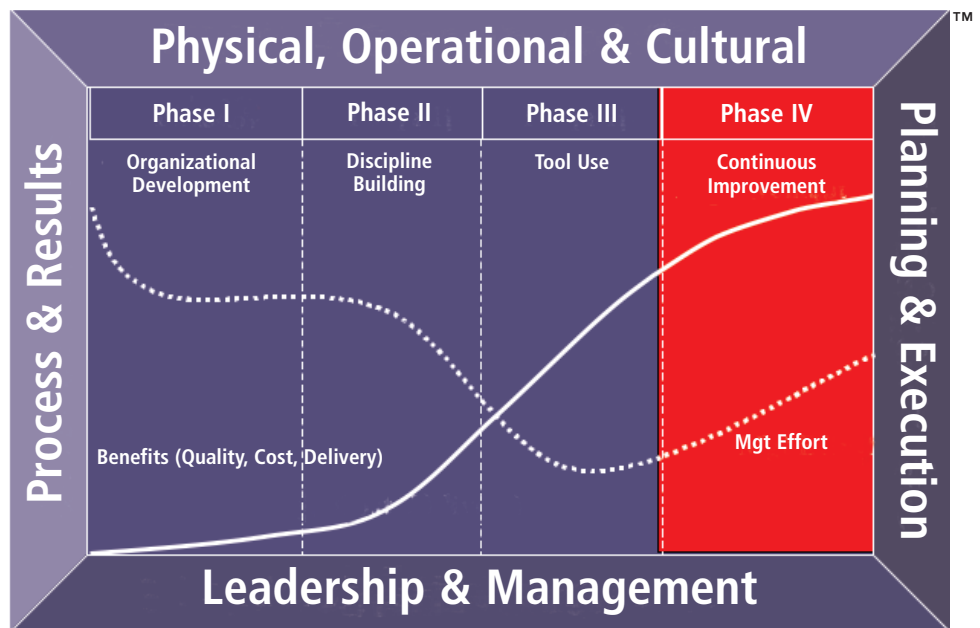 ™
Physical, Operational & Cultural
Process & Results
Phase I
Phase II
Phase III
Phase IV
Organizational
Development
Discipline
Building
Tool Use
Continuous
Improvement
Benefits (Quality, Cost, Delivery)
Mgt Effort
Planning & Execution
Leadership & Management